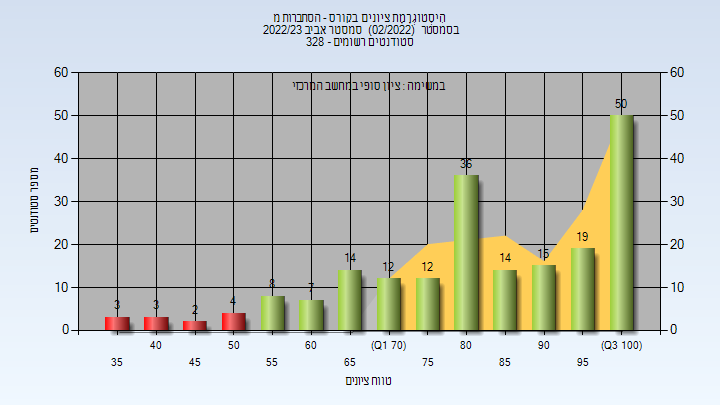 היסטוגרמת ציונים בקורס - הסתברות מ
בסמסטר (02/2022) סמסטר אביב 2022/23
סטודנטים רשומים - 328
במשימה : ציון סופי במחשב המרכזי
מספר סטודנטים
60 60
50 50
40 40
30 30
20 20
10 10
0 0
3 3 2 4 8 7 14 12 12 36 14 15 19 50
40 50 60 (Q1 70) 80 90 (Q3 100)
35 45 55 65 75 85 95
טווח ציונים